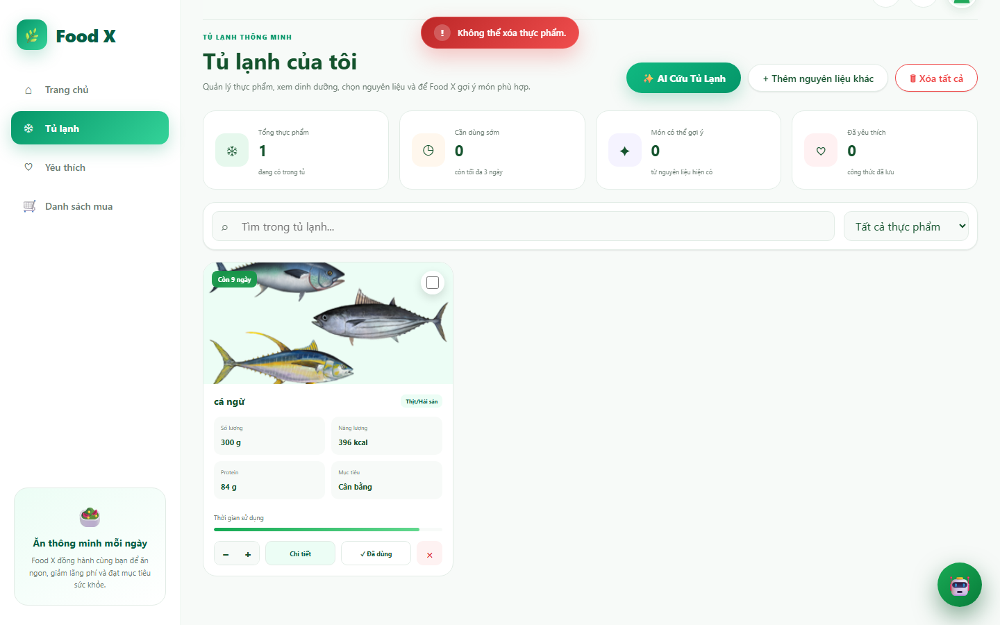 Food X
Trang chủ
Tủ lạnh
Yêu thích
Danh sách mua
Ăn thông minh mỗi ngày
Food X đồng hành cùng bạn để ăn
ngon, giảm lãng phí và đạt mục tiêu
sức khỏe.
! Không thể xóa thực phẩm.
TỦ LẠNH THÔNG MINH
Tủ lạnh của tôi
Quản lý thực phẩm, xem dinh dưỡng, chọn nguyên liệu và để Food X gợi ý món phù hợp.
AI Cứu Tủ Lạnh
+ Thêm nguyên liệu khác
Xóa tất cả
Tổng thực phẩm
1
đang có trong tủ
Cần dùng sớm
0
còn tối đa 3 ngày
Món có thể gợi ý
0
từ nguyên liệu hiện có
Đã yêu thích
0
công thức đã lưu
Tìm trong tủ lạnh...
Tất cả thực phẩm
Còn 9 ngày
cá ngừ
Thịt/Hải sản
Số lượng
300 g
Năng lượng
396 kcal
Protein
84 g
Mục tiêu
Cân bằng
Thời gian sử dụng
− +
Chi tiết
✓ Đã dùng
×